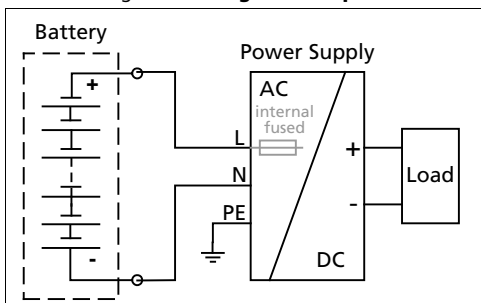 Battery
Power Supply
+
AC
internal
fused
L
N
PE
+
-
Load
-
DC